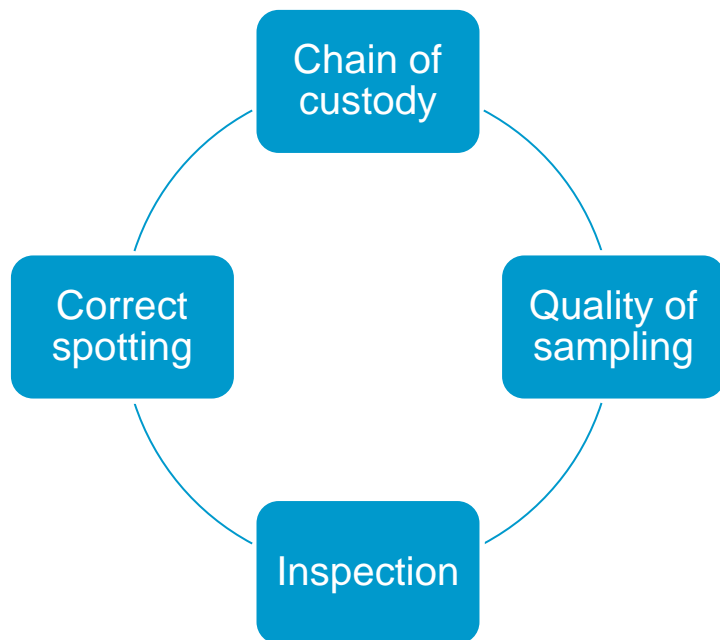 Chain of
custody
Correct
spotting
Quality of
sampling
Inspection